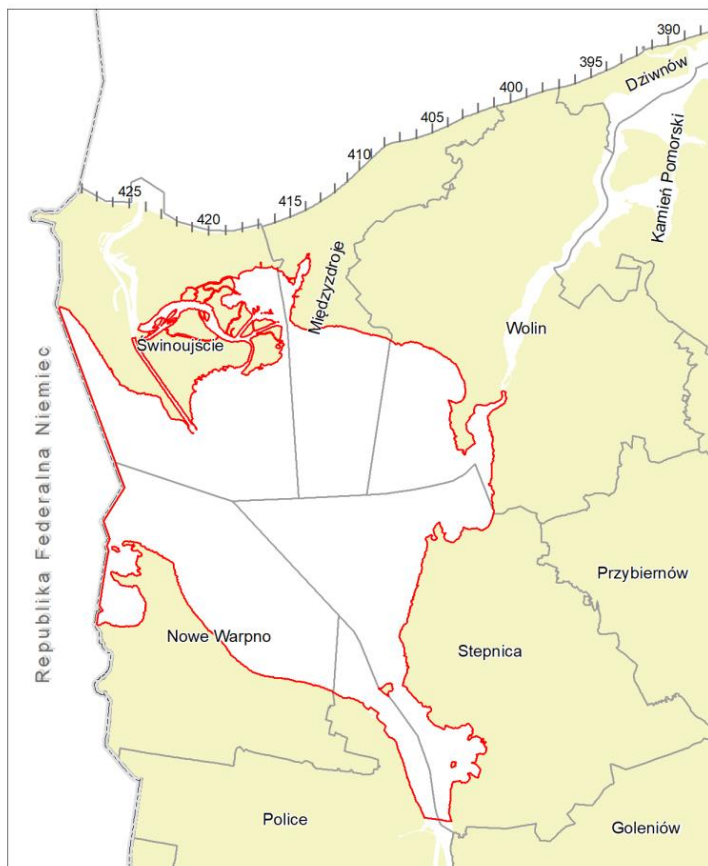 390
395
Dziwnów
400
405
Kamień Pomorski
410
425
415
420
Międzyzdroje
Wolin
Świnoujście
Republika Federalna Niemiec
Przybiernów
Nowe Warpno
Stepnica
Police
Goleniów